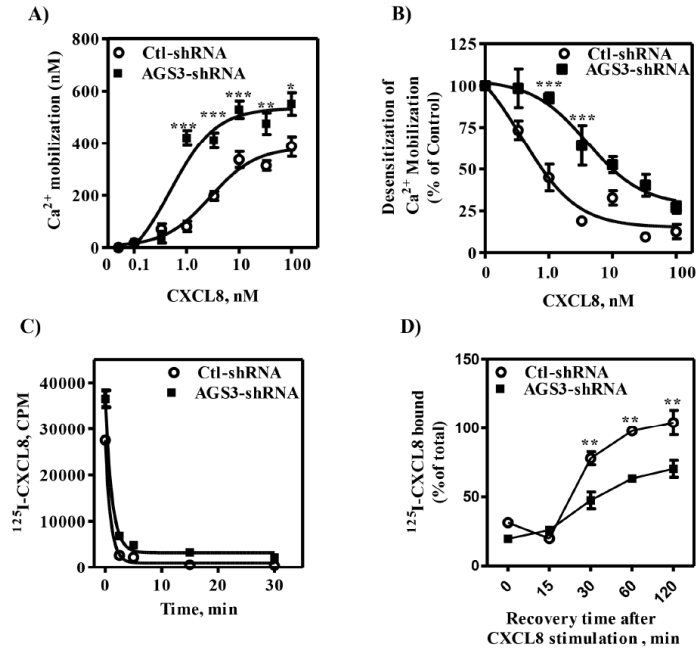 A)
Ca²⁺ mobilization (nM)
800
600
400
200
0
Ctl-shRNA
AGS3-shRNA
***
***
***
**
*
0
0.1
1.0
10
100
CXCL8, nM
B)
Desensitization of
Ca²⁺ Mobilization
(% of Control)
125
100
75
50
25
0
Ctl-shRNA
AGS3-shRNA
***
***
0
1.0
10
100
CXCL8, nM
C)
¹²⁵I-CXCL8, CPM
50000
40000
30000
20000
10000
0
Ctl-shRNA
AGS3-shRNA
0
10
20
30
Time, min
D)
¹²⁵I-CXCL8 bound
(%of total)
150
100
50
0
Ctl-shRNA
AGS3-shRNA
**
**
**
0
15
30
60
120
Recovery time after
CXCL8 stimulation , min